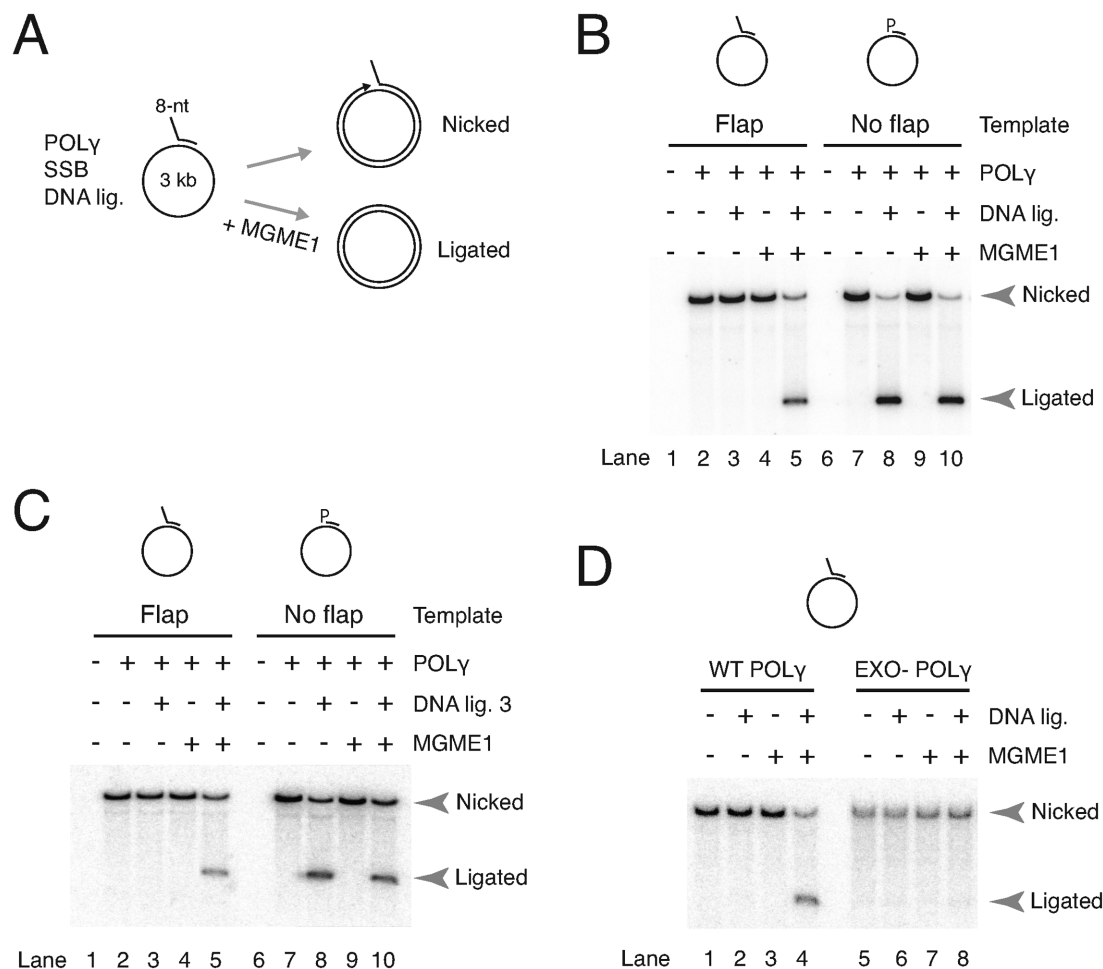 A
8-nt
POLγ
SSB
DNA lig.
3 kb
+ MGME1
Nicked
Ligated
B
P
Flap No flap Template
- + + + + - + + + + POLγ
- - + - + - - + - + DNA lig.
- - - + + - - - + + MGME1
Nicked
Ligated
Lane 1 2 3 4 5 6 7 8 9 10
C
P
Flap No flap Template
- + + + + - + + + + POLγ
- - + - + - - + - + DNA lig. 3
- - - + + - - - + + MGME1
Nicked
Ligated
Lane 1 2 3 4 5 6 7 8 9 10
D
WT POLγ EXO- POLγ
- + - + - + - + DNA lig.
- - + + - - + + MGME1
Nicked
Ligated
Lane 1 2 3 4 5 6 7 8